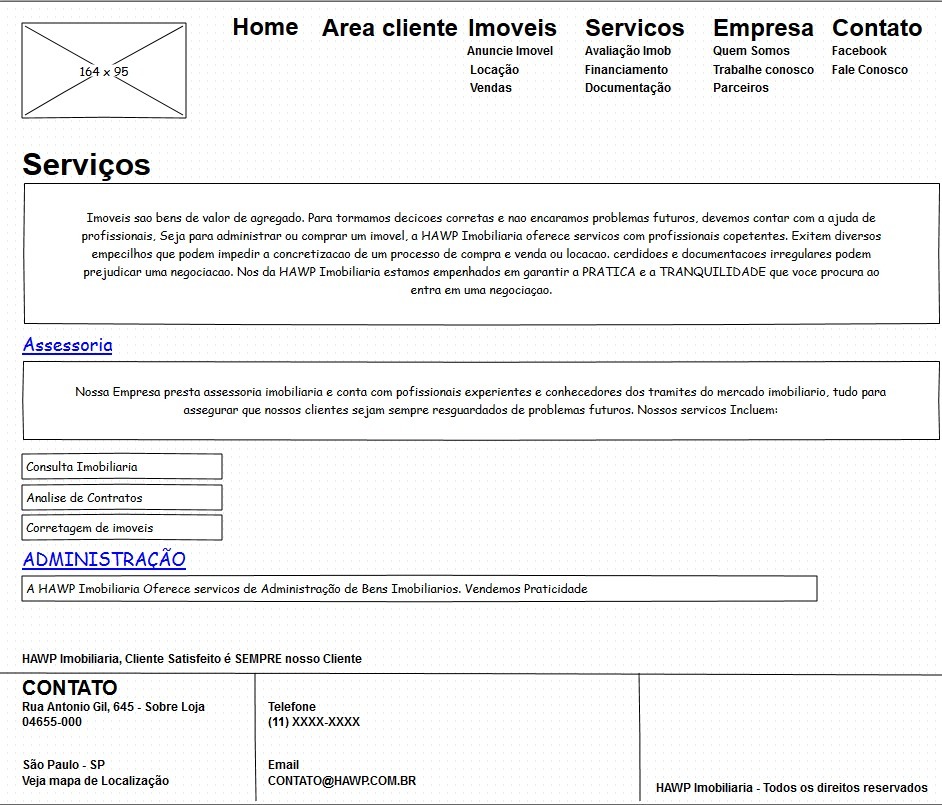 Home Area cliente Imoveis Servicos Empresa Contato
Anuncie Imovel Avaliação Imob Quem Somos Facebook
Locação Financiamento Trabalhe conosco Fale Conosco
Vendas Documentação Parceiros
164 x 95
Serviços
Imoveis sao bens de valor de agregado. Para tormamos decicoes corretas e nao encaramos problemas futuros, devemos contar com a ajuda de
profissionais, Seja para administrar ou comprar um imovel, a HAWP Imobiliaria oferece servicos com profissionais copetentes. Exitem diversos
empecilhos que podem impedir a concretizacao de um processo de compra e venda ou locacao. cerdidoes e documentacoes irregulares podem
prejudicar uma negociacao. Nos da HAWP Imobiliaria estamos empenhados em garantir a PRATICA e a TRANQUILIDADE que voce procura ao
entra em uma negociaçao.
Assessoria
Nossa Empresa presta assessoria imobiliaria e conta com pofissionais experientes e conhecedores dos tramites do mercado imobiliario, tudo para
assegurar que nossos clientes sejam sempre resguardados de problemas futuros. Nossos servicos Incluem:
Consulta Imobiliaria
Analise de Contratos
Corretagem de imoveis
ADMINISTRAÇÃO
A HAWP Imobiliaria Oferece servicos de Administração de Bens Imobiliarios. Vendemos Praticidade
HAWP Imobiliaria, Cliente Satisfeito é SEMPRE nosso Cliente
CONTATO
Rua Antonio Gil, 645 - Sobre Loja
04655-000
São Paulo - SP
Veja mapa de Localização
Telefone
(11) XXXX-XXXX
Email
CONTATO@HAWP.COM.BR
HAWP Imobiliaria - Todos os direitos reservados